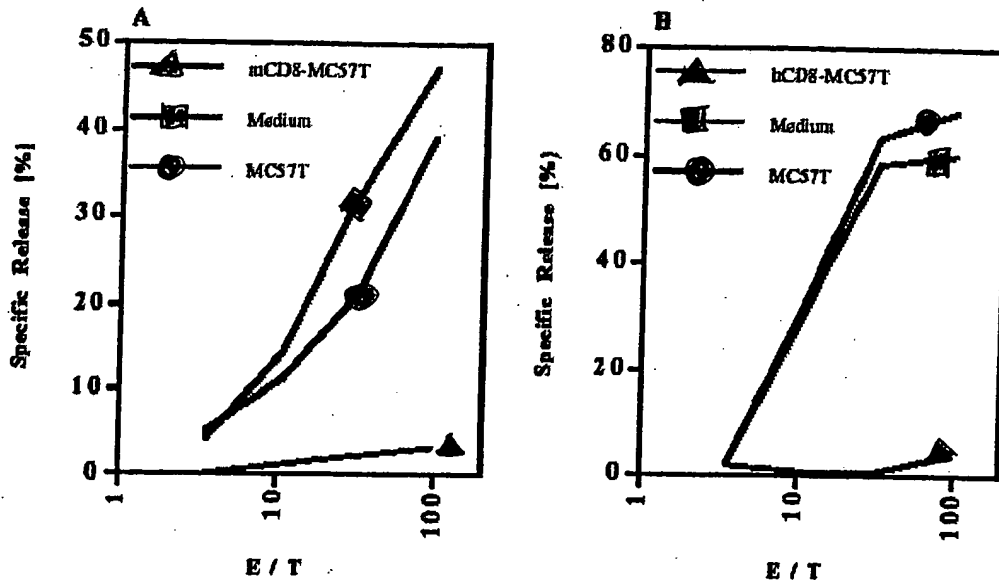 A
50
40
30
20
10
0
Specific Release [%]
mCD8-MC57T
Medium
MC57T
1
10
100
E / T
B
80
60
40
20
0
Specific Release [%]
hCD8-MC57T
Medium
MC57T
1
10
100
E / T